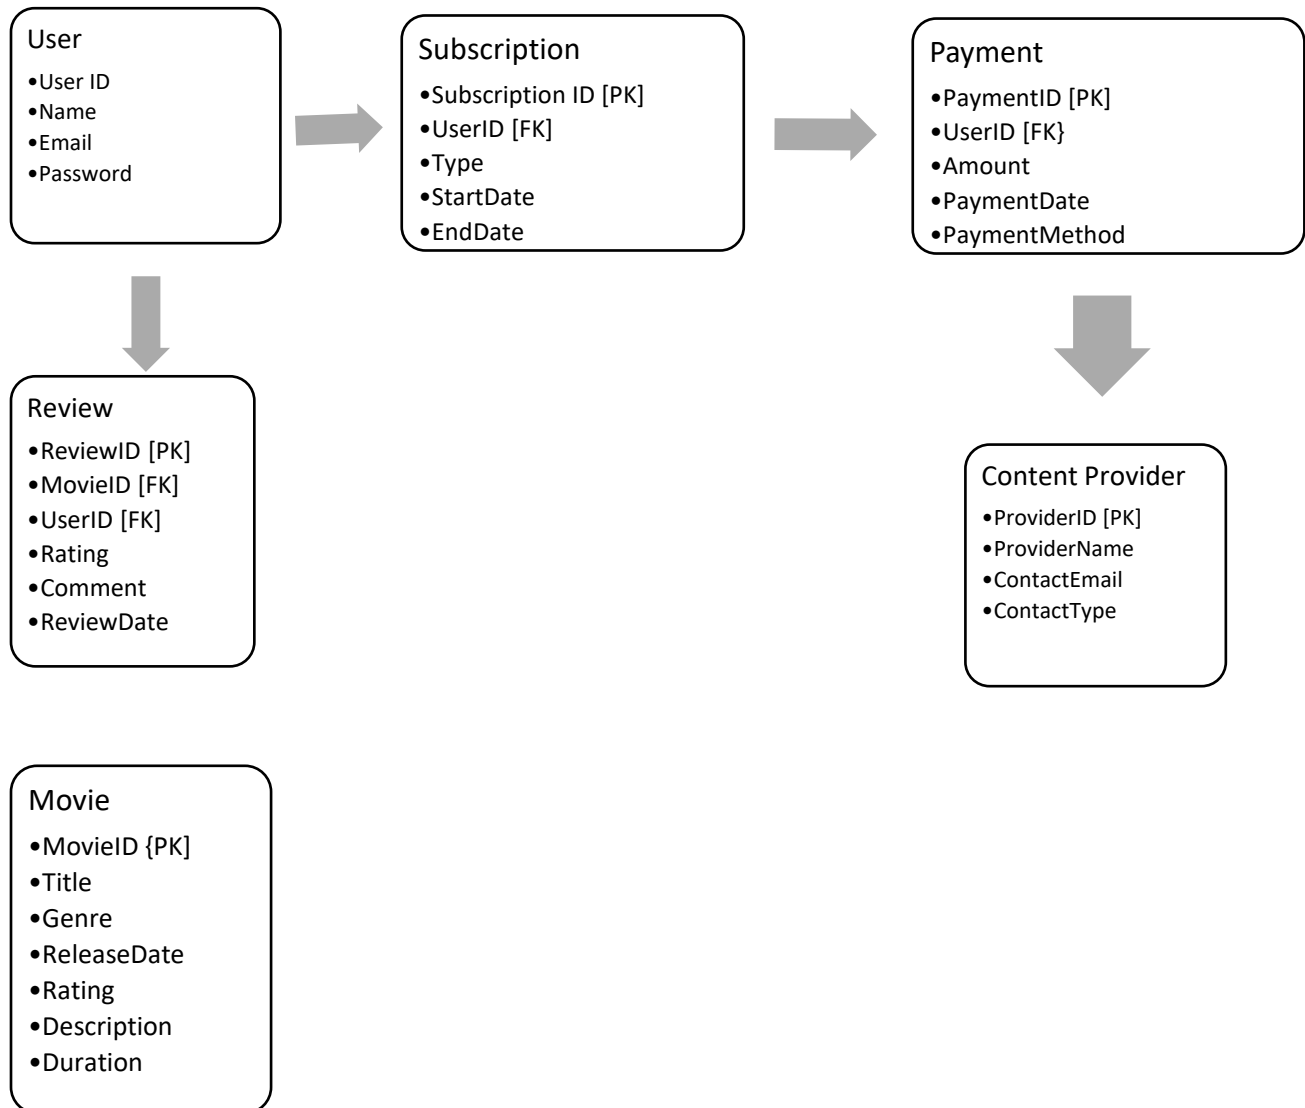 User
•User ID
•Name
•Email
•Password
Subscription
•Subscription ID [PK]
•UserID [FK]
•Type
•StartDate
•EndDate
Payment
•PaymentID [PK]
•UserID [FK}
•Amount
•PaymentDate
•PaymentMethod
Review
•ReviewID [PK]
•MovieID [FK]
•UserID [FK]
•Rating
•Comment
•ReviewDate
Content Provider
•ProviderID [PK]
•ProviderName
•ContactEmail
•ContactType
Movie
•MovieID {PK]
•Title
•Genre
•ReleaseDate
•Rating
•Description
•Duration